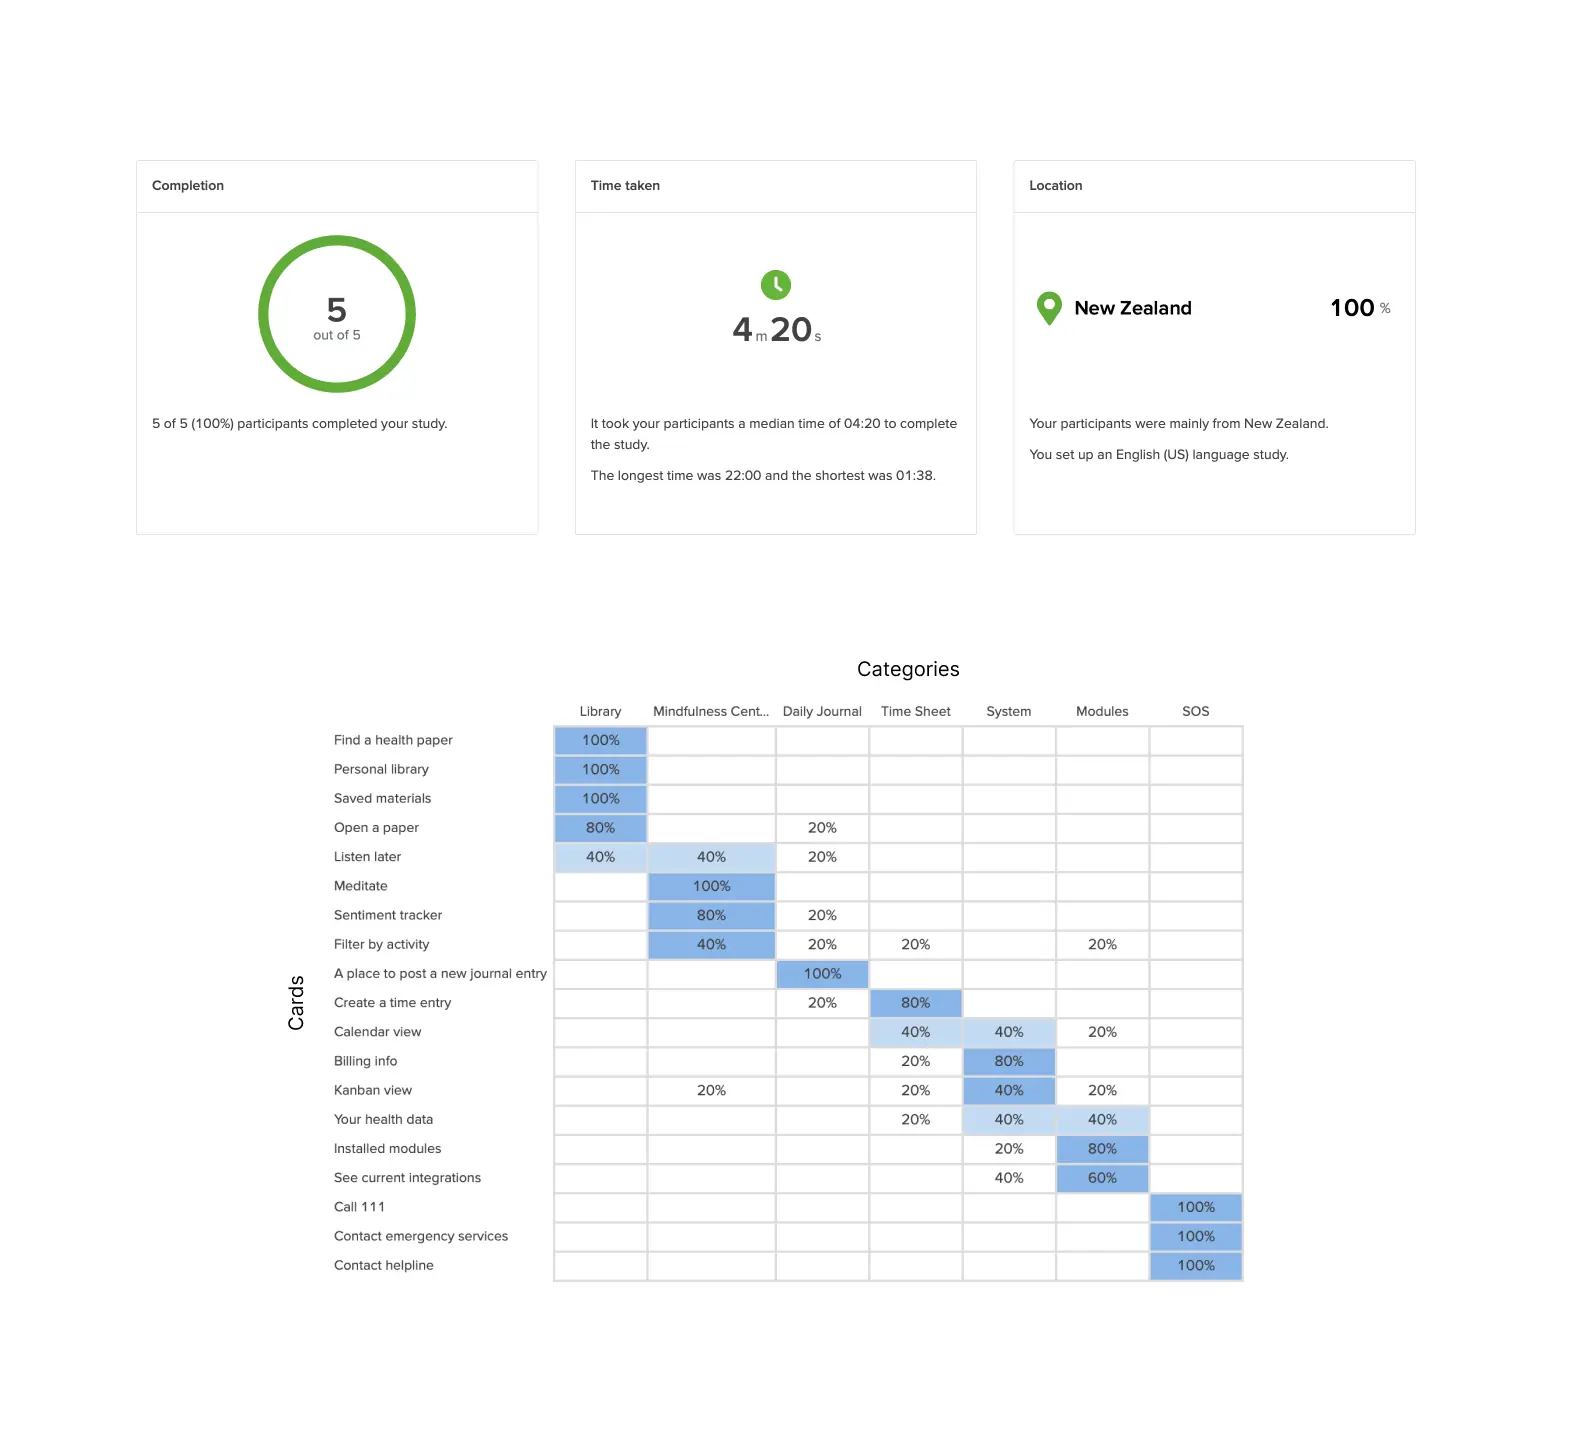 Completion
5
out of 5
5 of 5 (100%) participants completed your study.
Time taken
4 m 20 s
It took your participants a median time of 04:20 to complete
the study.
The longest time was 22:00 and the shortest was 01:38.
Location
New Zealand 100 %
Your participants were mainly from New Zealand.
You set up an English (US) language study.
Categories
Library Mindfulness Cent... Daily Journal Time Sheet System Modules SOS
Cards
Find a health paper 100%
Personal library 100%
Saved materials 100%
Open a paper 80% 20%
Listen later 40% 40% 20%
Meditate 100%
Sentiment tracker 80% 20%
Filter by activity 40% 20% 20% 20%
A place to post a new journal entry 100%
Create a time entry 20% 80%
Calendar view 40% 40% 20%
Billing info 20% 80%
Kanban view 20% 20% 40% 20%
Your health data 20% 40% 40%
Installed modules 20% 80%
See current integrations 40% 60%
Call 111 100%
Contact emergency services 100%
Contact helpline 100%